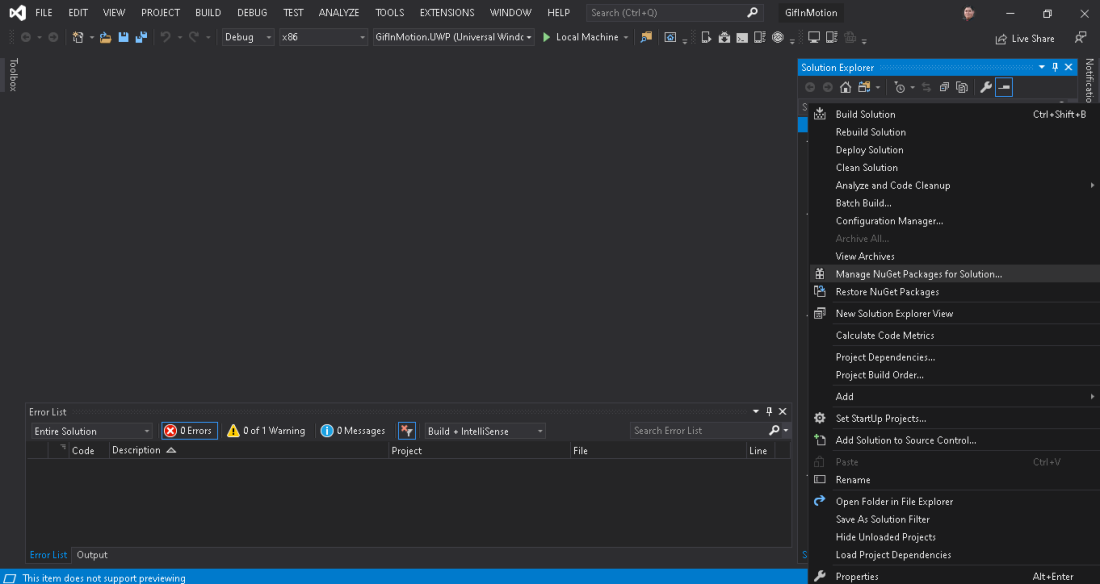 FILE EDIT VIEW PROJECT BUILD DEBUG TEST ANALYZE TOOLS EXTENSIONS WINDOW HELP Search (Ctrl+Q) GifInMotion
Debug x86 GifInMotion.UWP (Universal Windo Local Machine Live Share
Toolbox
Solution Explorer
Notificatio
Build Solution Ctrl+Shift+B
Rebuild Solution
Deploy Solution
Clean Solution
Analyze and Code Cleanup
Batch Build...
Configuration Manager...
Archive All...
View Archives
Manage NuGet Packages for Solution...
Restore NuGet Packages
New Solution Explorer View
Calculate Code Metrics
Project Dependencies...
Project Build Order...
Add
Set StartUp Projects...
Add Solution to Source Control...
Paste Ctrl+V
Rename
Open Folder in File Explorer
Save As Solution Filter
Hide Unloaded Projects
Load Project Dependencies
Properties Alt+Enter
Error List
Entire Solution 0 Errors 0 of 1 Warning 0 Messages Build + IntelliSense Search Error List
Code Description Project File Line
Error List Output
This item does not support previewing